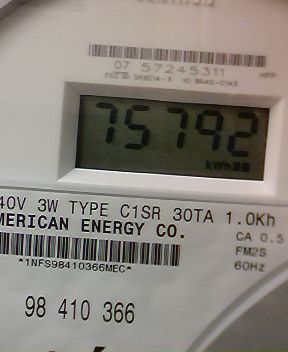 07 57245311
75792
kWh
40V 3W TYPE C1SR 30TA 1.0Kh
MERICAN ENERGY CO.
CA 0.5
FM2S
60Hz
*1NFS98410366MEC*
98 410 366